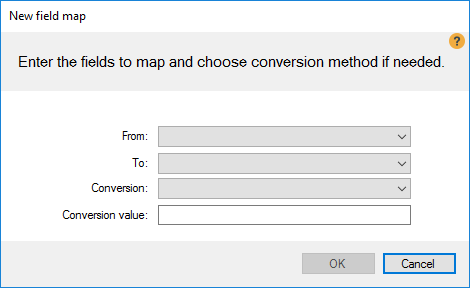 New field map
?
Enter the fields to map and choose conversion method if needed.
From:
To:
Conversion:
Conversion value:
OK
Cancel